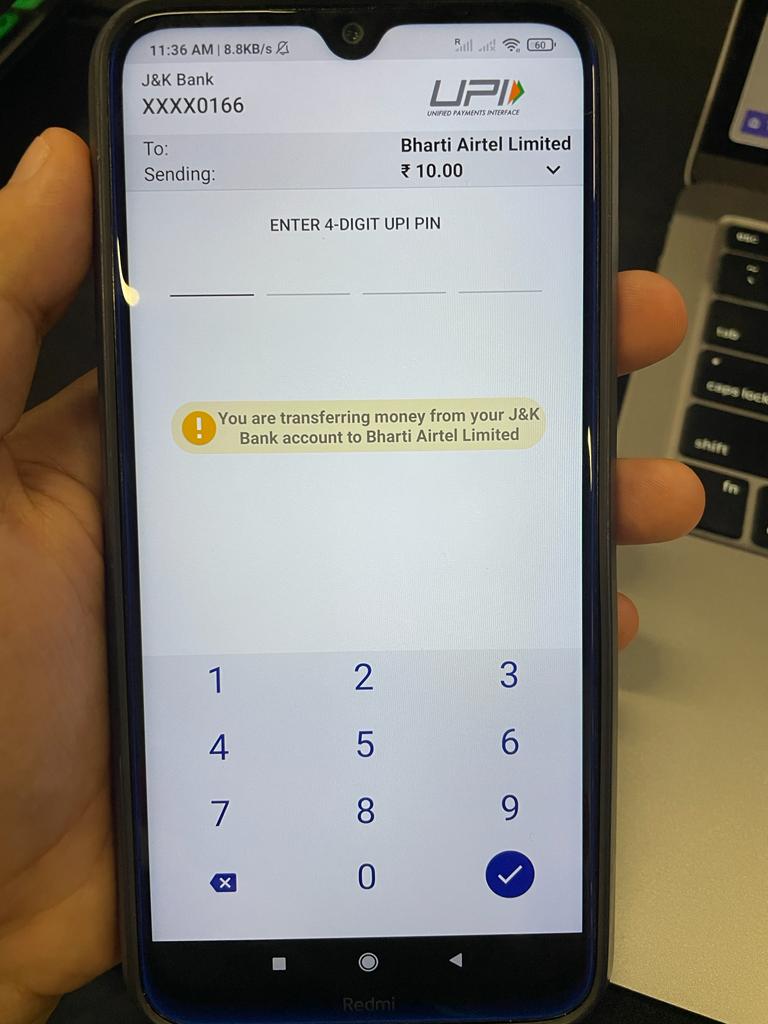 11:36 AM | 8.8KB/s
R
60
J&K Bank
XXXX0166
UPI
UNIFIED PAYMENTS INTERFACE
To: Bharti Airtel Limited
Sending: ₹ 10.00
ENTER 4-DIGIT UPI PIN
You are transferring money from your J&K
Bank account to Bharti Airtel Limited
1 2 3
4 5 6
7 8 9
0
Redmi
esc
tab
caps lock
shift
fn